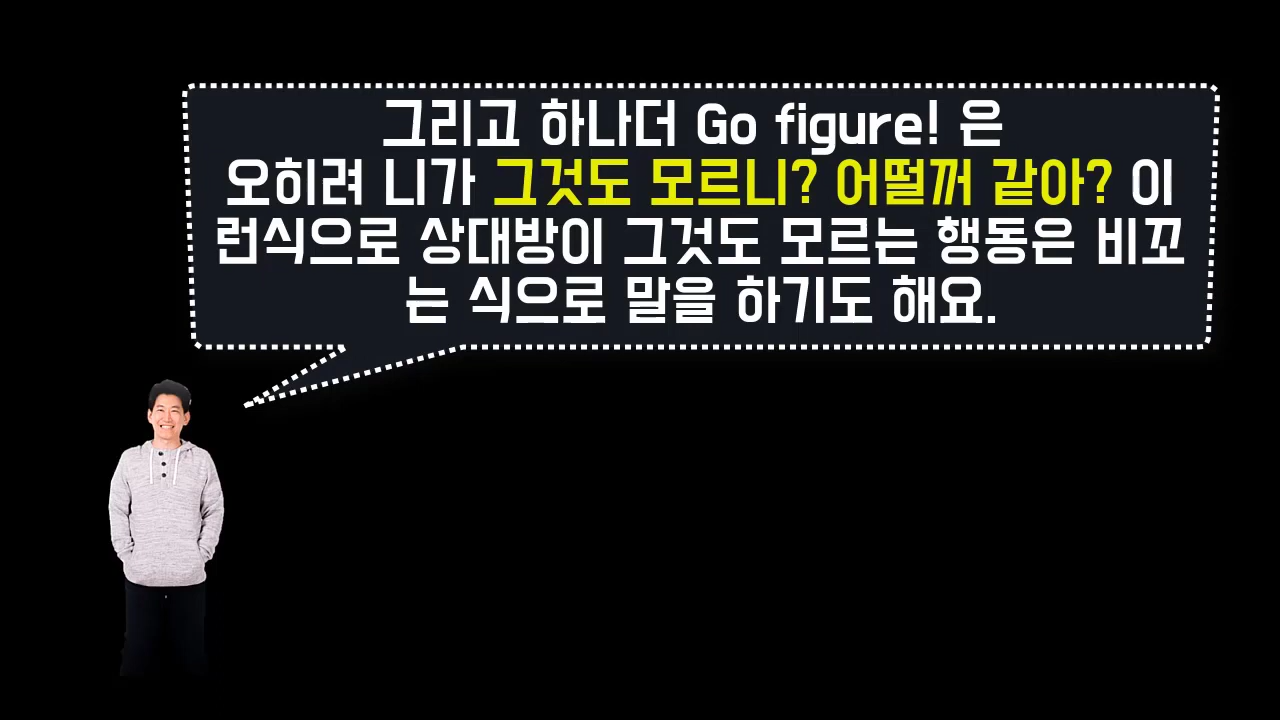 그리고 하나더 Go figure! 은
오히려 니가 그것도 모르니? 어떨꺼 같아? 이
런식으로 상대방이 그것도 모르는 행동은 비꼬
는 식으로 말을 하기도 해요.